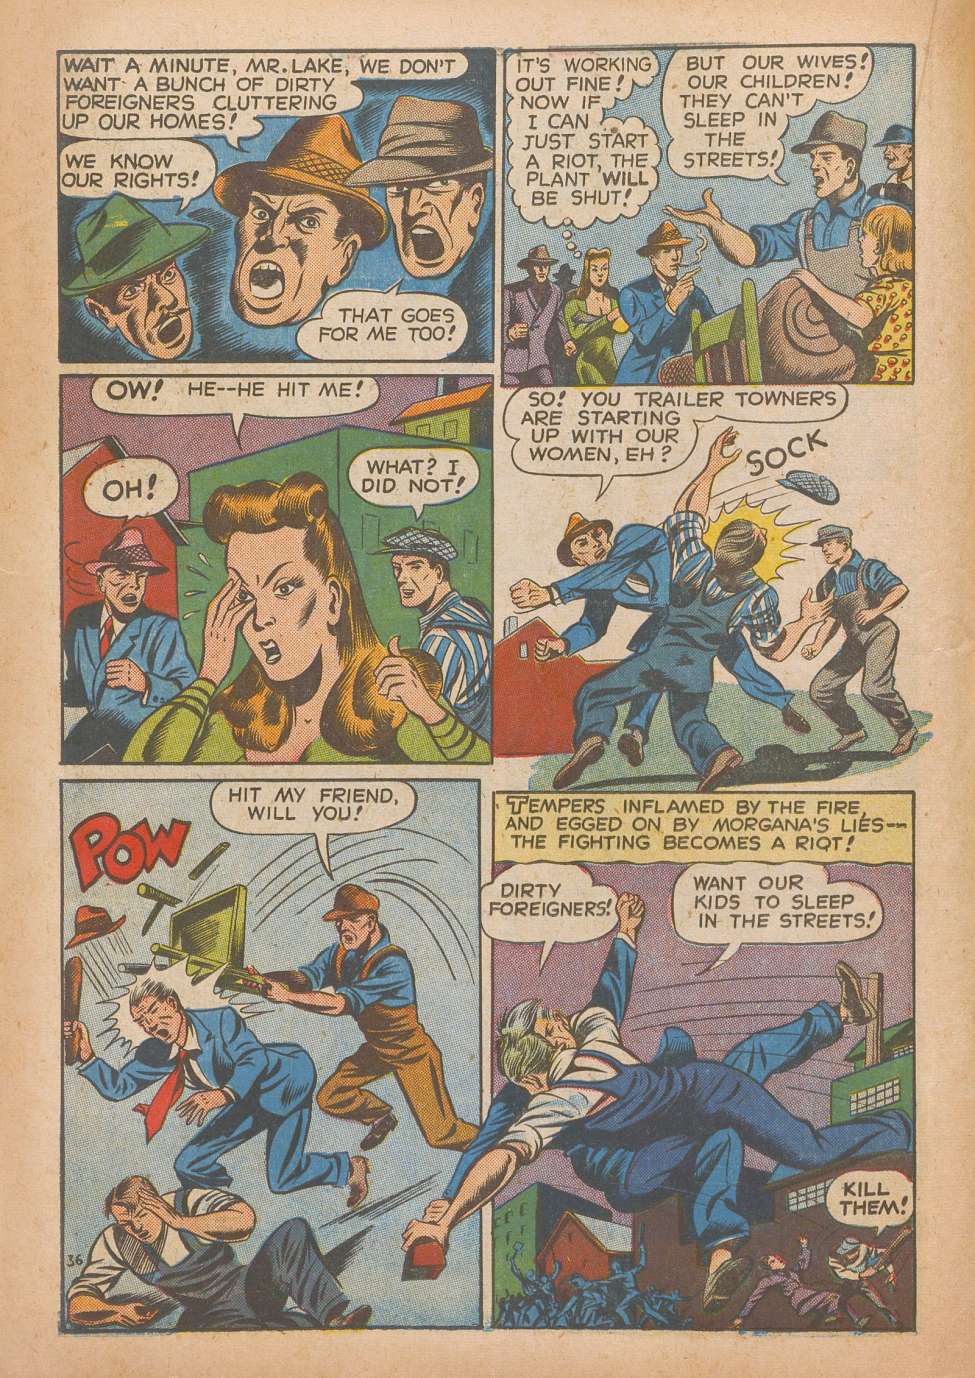 WAIT A MINUTE, MR. LAKE, WE DON'T
WANT A BUNCH OF DIRTY
FOREIGNERS CLUTTERING
UP OUR HOMES!
WE KNOW
OUR RIGHTS!
THAT GOES
FOR ME TOO!
IT'S WORKING
OUT FINE!
NOW IF
I CAN
JUST START
A RIOT, THE
PLANT WILL
BE SHUT!
BUT OUR WIVES!
OUR CHILDREN!
THEY CAN'T
SLEEP IN
THE
STREETS!
OW! HE--HE HIT ME!
OH!
WHAT? I
DID NOT!
SO! YOU TRAILER TOWNERS
ARE STARTING
UP WITH OUR
WOMEN, EH?
SOCK
HIT MY FRIEND,
WILL YOU!
POW
36
TEMPERS INFLAMED BY THE FIRE,
AND EGGED ON BY MORGANA'S LIES--
THE FIGHTING BECOMES A RIOT!
DIRTY
FOREIGNERS!
WANT OUR
KIDS TO SLEEP
IN THE STREETS!
KILL
THEM!